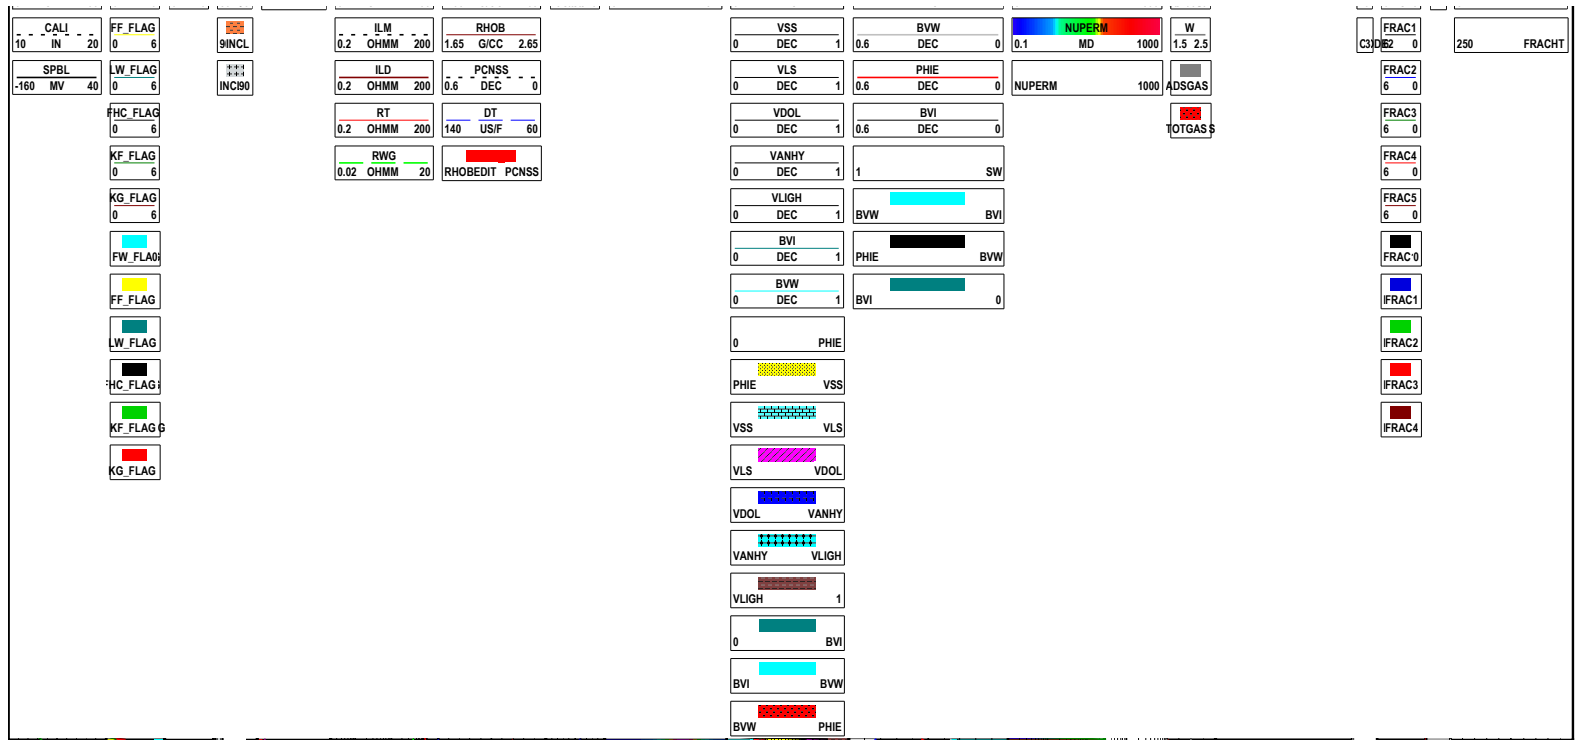 CALI
10 IN 20
SPBL
-160 MV 40
FF_FLAG
0 6
LW_FLAG
0 6
FHC_FLAG
0 6
KF_FLAG
0 6
KG_FLAG
0 6
FW_FLA
FF_FLAG
LW_FLAG
HC_FLAG
KF_FLAG G
KG_FLAG
9INCL
INCl90
ILM
0.2 OHMM 200
ILD
0.2 OHMM 200
RT
0.2 OHMM 200
RWG
0.02 OHMM 20
RHOB
1.65 G/CC 2.65
PCNSS
0.6 DEC 0
DT
140 US/F 60
RHOBEDIT PCNSS
VSS
0 DEC 1
VLS
0 DEC 1
VDOL
0 DEC 1
VANHY
0 DEC 1
VLIGH
0 DEC 1
BVI
0 DEC 1
BVW
0 DEC 1
0 PHIE
PHIE VSS
VSS VLS
VLS VDOL
VDOL VANHY
VANHY VLIGH
VLIGH 1
0 BVI
BVI BVW
BVW PHIE
BVW
0.6 DEC 0
PHIE
0.6 DEC 0
BVI
0.6 DEC 0
1 SW
BVW BVI
PHIE BVW
BVI 0
NUPERM
0.1 MD 1000
NUPERM 1000
W
1.5 2.5
ADSGAS
TOTGAS S
FRAC1
0
FRAC2
6 0
FRAC3
6 0
FRAC4
6 0
FRAC5
6 0
FRAC 0
IFRAC1
IFRAC2
IFRAC3
IFRAC4
250 FRACHT